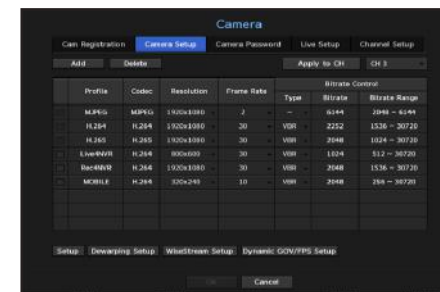 Camera
Cam Registration Camera Setup Camera Password Live Setup Channel Setup
Add Delete Apply to CH CH 3
Profile Codec Resolution Frame Rate Bitrate Control
Type Bitrate Bitrate Range
MJPEG MJPEG 1920x1080 2 -- 6144 2048 ~ 6144
H.264 H.264 1920x1080 30 VBR 2252 1536 ~ 30720
H.265 H.265 1920x1080 30 VBR 2048 1024 ~ 30720
Live4NVR H.264 800x600 30 VBR 1024 512 ~ 30720
Rec4NVR H.264 1920x1080 30 VBR 2048 1536 ~ 30720
MOBILE H.264 320x240 10 VBR 2048 256 ~ 30720
Setup Dewarping Setup WiseStream Setup Dynamic GOV/FPS Setup
Cancel